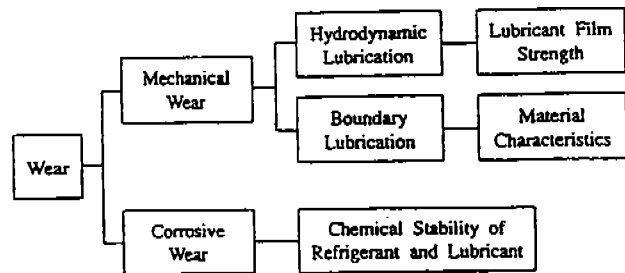 Hydrodynamic
Lubrication
Lubricant Film
Strength
Mechanical
Wear
Boundary
Lubrication
Material
Characteristics
Wear
Corrosive
Wear
Chemical Stability of
Refrigerant and Lubricant